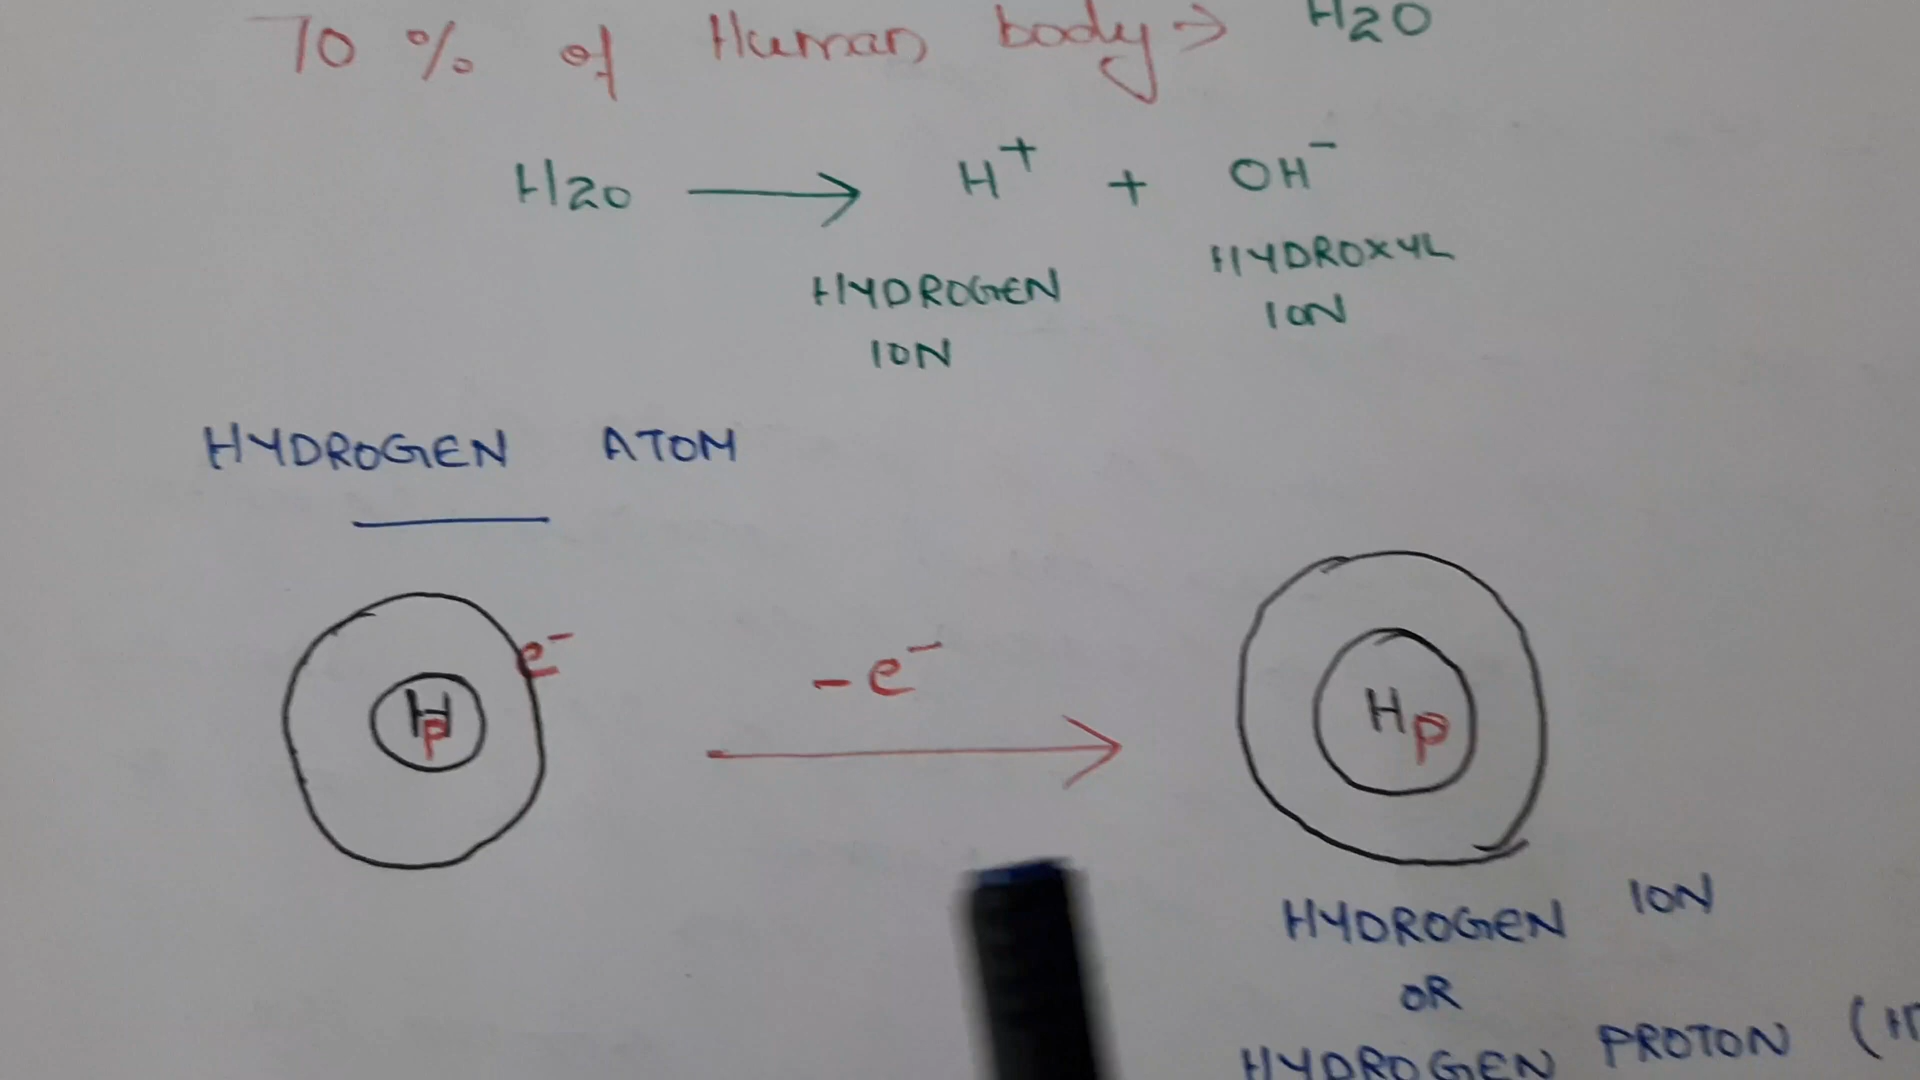 70 % of Human body → H2O
H2O → H+ + OH-
HYDROGEN ION
HYDROXYL ION
HYDROGEN ATOM
H
P
e-
-e-
H P
HYDROGEN ION
OR
HYDROGEN PROTON (H